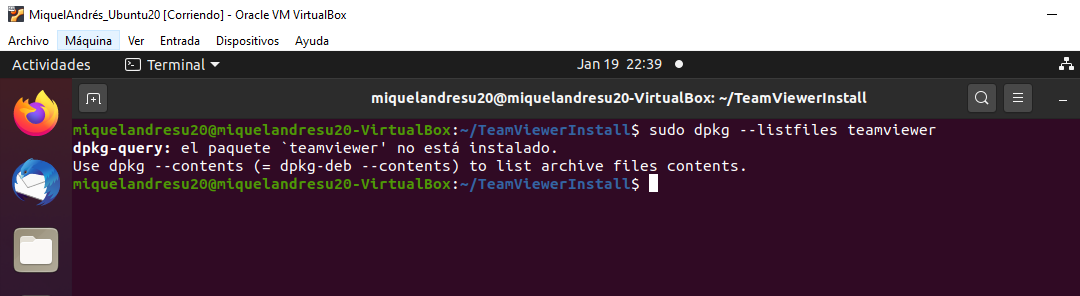 MiquelAndrés_Ubuntu20 [Corriendo] - Oracle VM VirtualBox
Archivo Máquina Ver Entrada Dispositivos Ayuda
Actividades Terminal Jan 19 22:39
miquelandresu20@miquelandresu20-VirtualBox: ~/TeamViewerInstall
miquelandresu20@miquelandresu20-VirtualBox:~/TeamViewerInstall$ sudo dpkg --listfiles teamviewer
dpkg-query: el paquete `teamviewer' no está instalado.
Use dpkg --contents (= dpkg-deb --contents) to list archive files contents.
miquelandresu20@miquelandresu20-VirtualBox:~/TeamViewerInstall$